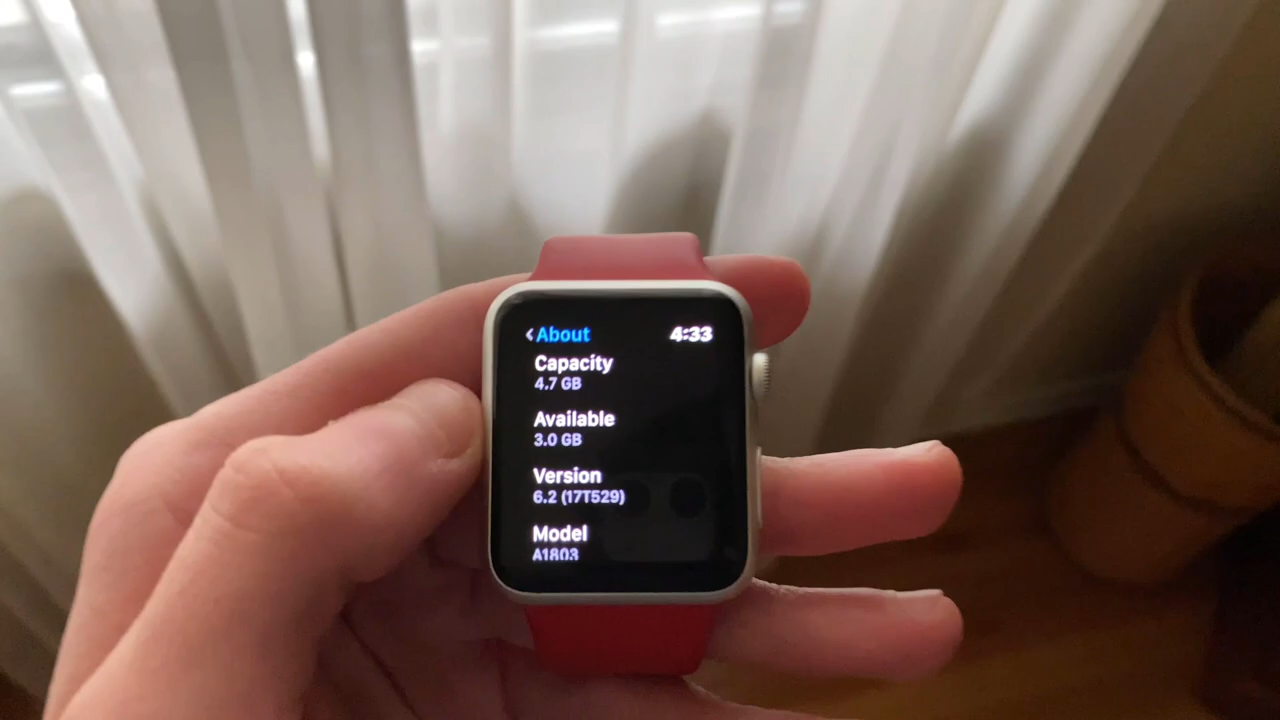 <About 4:33
Capacity
4.7 GB
Available
3.0 GB
Version
6.2 (17T529)
Model
A1803